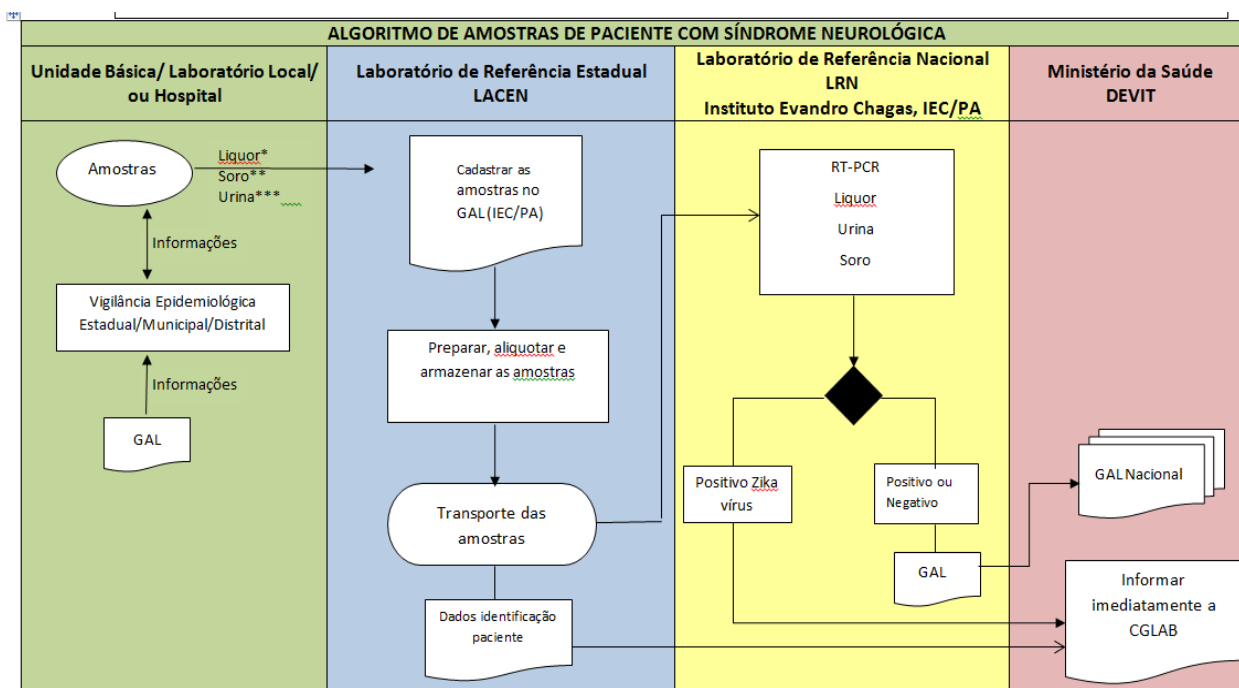 ALGORITMO DE AMOSTRAS DE PACIENTE COM SÍNDROME NEUROLÓGICA
Unidade Básica/ Laboratório Local/
ou Hospital
Laboratório de Referência Estadual
LACEN
Laboratório de Referência Nacional
LRN
Instituto Evandro Chagas, IEC/PA
Ministério da Saúde
DEVIT
Amostras
Liquor*
Soro**
Urina***
Informações
Vigilância Epidemiológica
Estadual/Municipal/Distrital
Informações
GAL
Cadastrar as
amostras no
GAL (IEC/PA)
Preparar, aliquotar e
armazenar as amostras
Transporte das
amostras
Dados identificação
paciente
RT-PCR
Liquor
Urina
Soro
Positivo Zika
vírus
Positivo ou
Negativo
GAL
GAL Nacional
Informar
imediatamente a
CGLAB